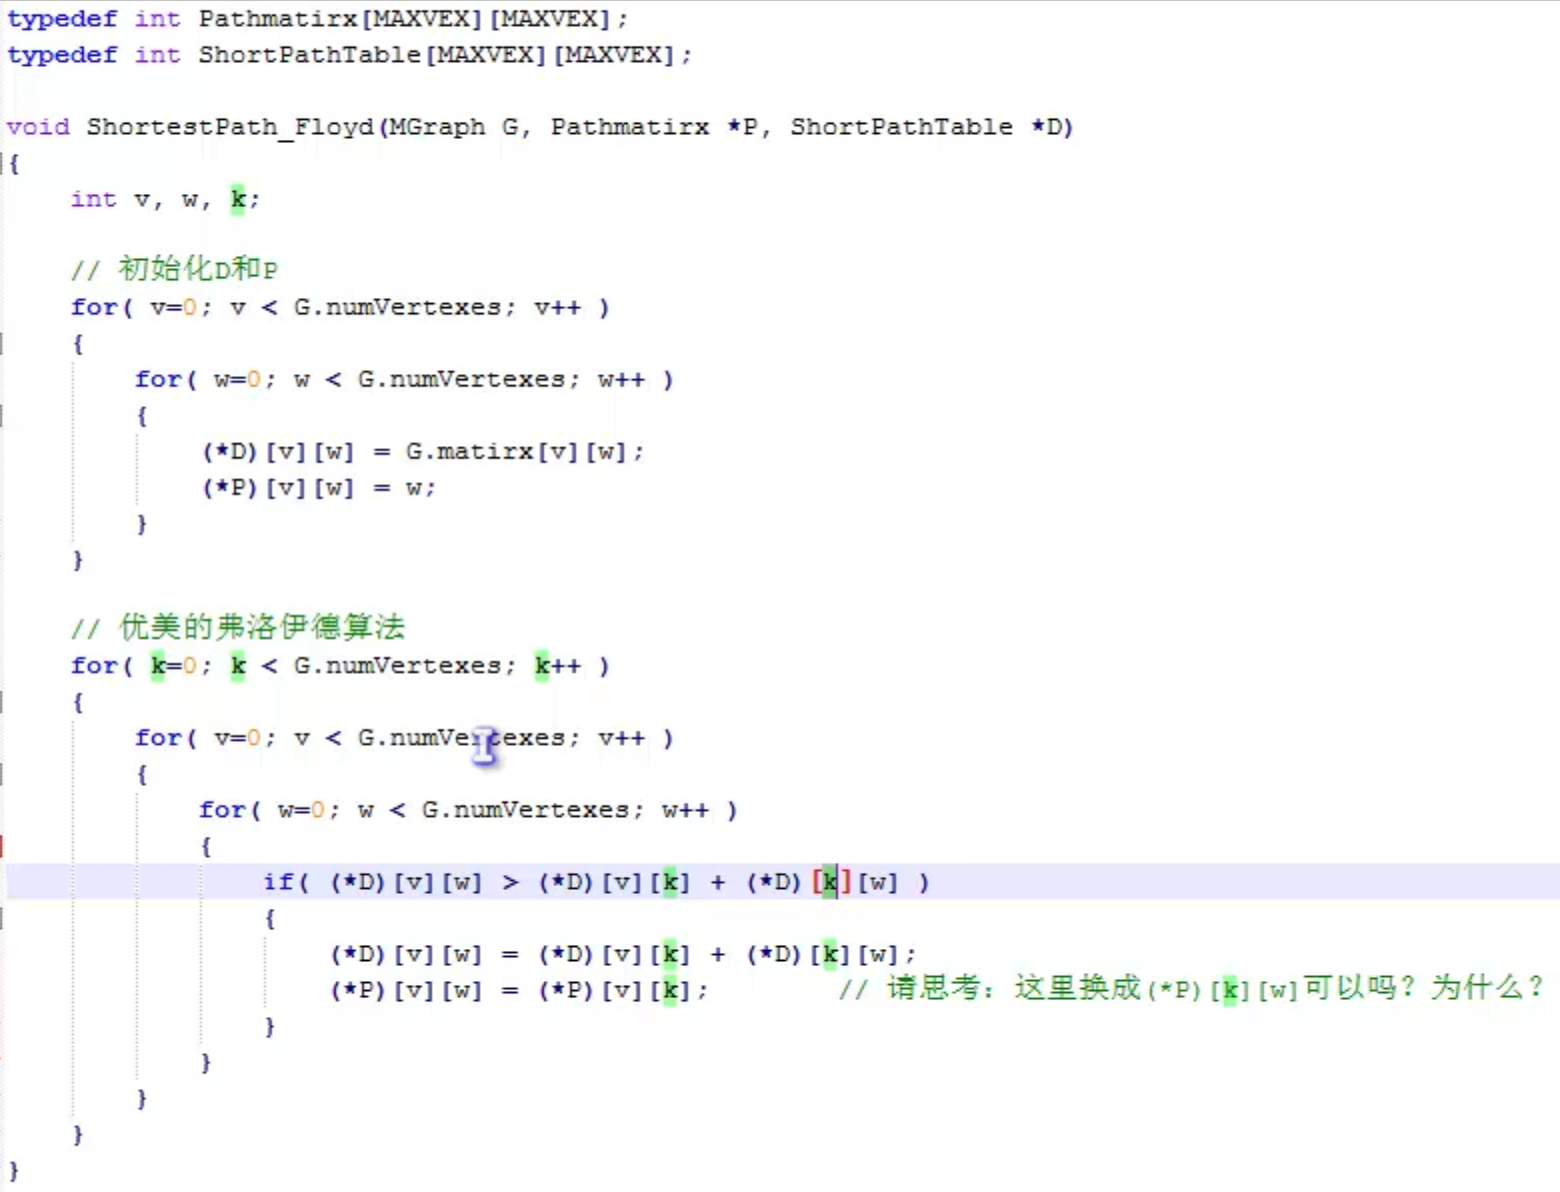 typedef int Pathmatirx[MAXVEX][MAXVEX];
typedef int ShortPathTable[MAXVEX][MAXVEX];
void ShortestPath_Floyd(MGraph G, Pathmatirx *P, ShortPathTable *D)
{
int v, w, k;
// 初始化D和P
for( v=0; v < G.numVertexes; v++ )
{
for( w=0; w < G.numVertexes; w++ )
{
(*D)[v][w] = G.matirx[v][w];
(*P)[v][w] = w;
}
}
// 优美的弗洛伊德算法
for( k=0; k < G.numVertexes; k++ )
{
for( v=0; v < G.numVertexes; v++ )
{
for( w=0; w < G.numVertexes; w++ )
{
if( (*D)[v][w] > (*D)[v][k] + (*D)[k][w] )
{
(*D)[v][w] = (*D)[v][k] + (*D)[k][w];
(*P)[v][w] = (*P)[v][k]; // 请思考：这里换成(*P)[k][w]可以吗？为什么？
}
}
}
}
}